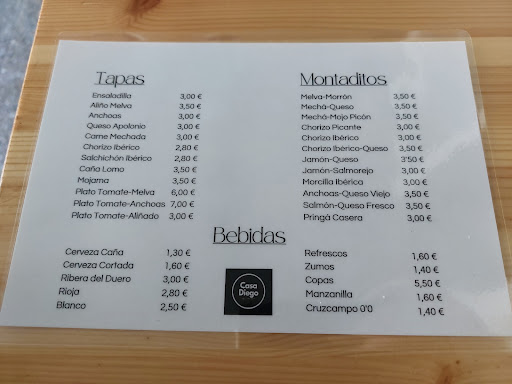 Tapas
Ensaladilla 3,00 €
Aliño Melva 3,50 €
Anchoas 3,00 €
Queso Apolonio 3,00 €
Carne Mechada 3,00 €
Chorizo Ibérico 2,80 €
Salchichón Ibérico 2,80 €
Caña Lomo 3,50 €
Mojama 3,50 €
Plato Tomate-Melva 6,00 €
Plato Tomate-Anchoas 7,00 €
Plato Tomate-Aliñado 3,00 €
Montaditos
Melva-Morrón 3,50 €
Mechá-Queso 3,50 €
Mechá-Mojo Picón 3,50 €
Chorizo Picante 3,00 €
Chorizo Ibérico 3,00 €
Chorizo Ibérico-Queso 3,50 €
Jamón-Queso 3'50 €
Jamón-Salmorejo 3,00 €
Morcilla Ibérica 3,00 €
Anchoas-Queso Viejo 3,50 €
Salmón-Queso Fresco 3,50 €
Pringá Casera 3,00 €
Bebidas
Cerveza Caña 1,30 €
Cerveza Cortada 1,60 €
Ribera del Duero 3,00 €
Rioja 2,80 €
Blanco 2,50 €
Casa
Diego
Refrescos 1,60 €
Zumos 1,40 €
Copas 5,50 €
Manzanilla 1,60 €
Cruzcampo 0'0 1,40 €